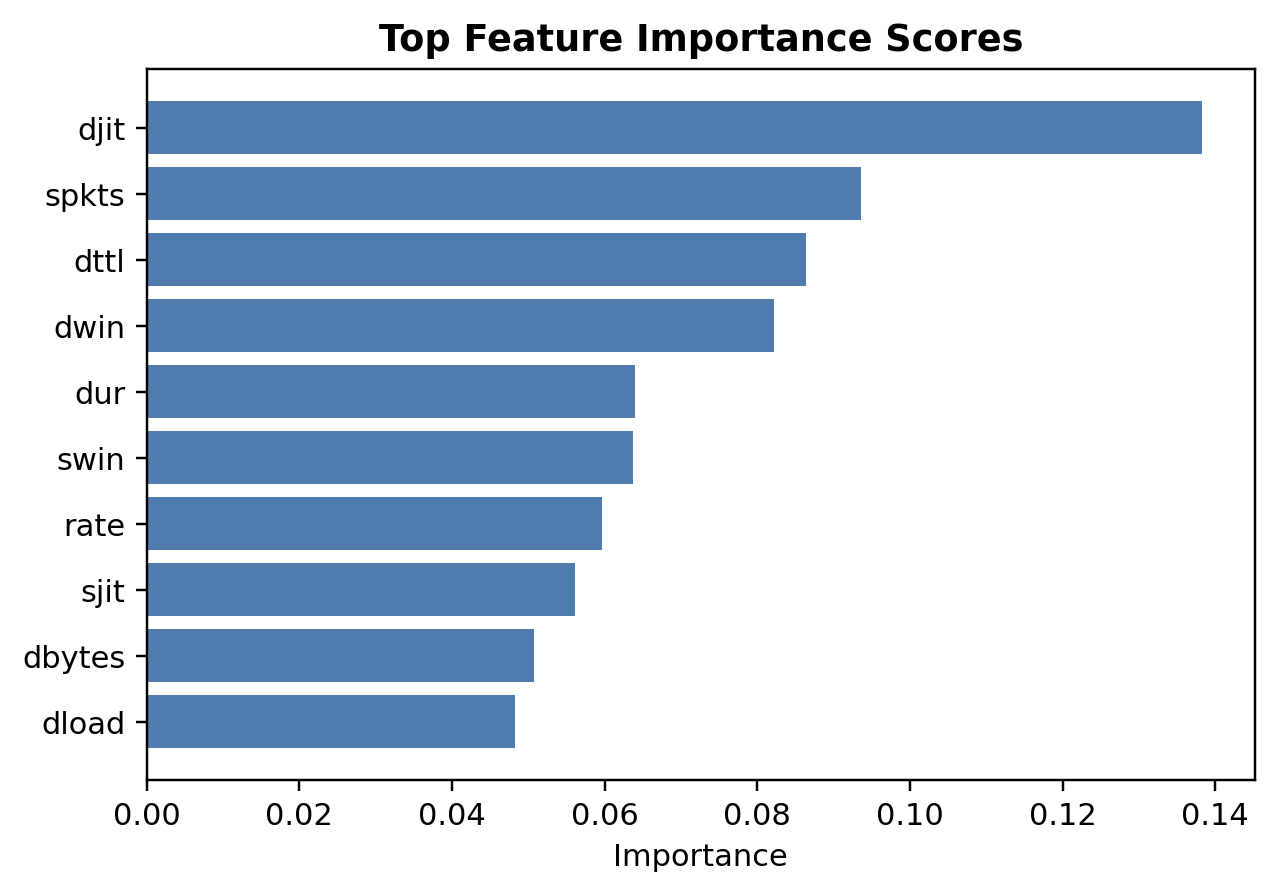 Top Feature Importance Scores
djit
spkts
dttl
dwin
dur
swin
rate
sjit
dbytes
dload
0.00 0.02 0.04 0.06 0.08 0.10 0.12 0.14
Importance